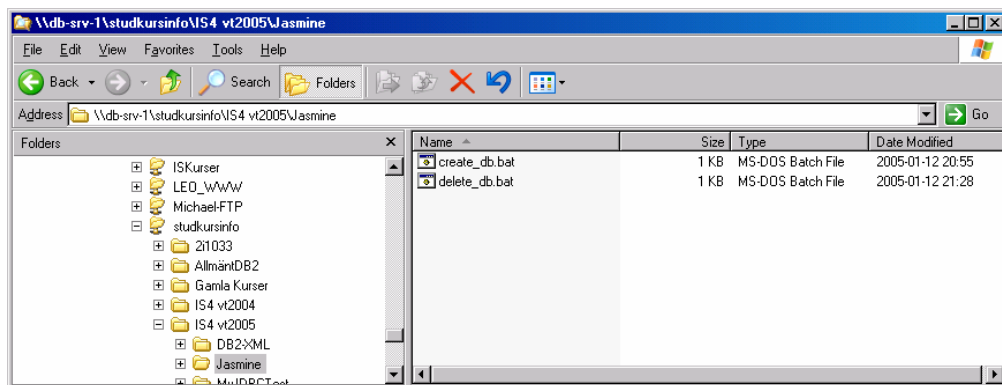 \\db-srv-1\studkursinfo\IS4 vt2005\Jasmine
File Edit View Favorites Tools Help
Back Search Folders
Address \\db-srv-1\studkursinfo\IS4 vt2005\Jasmine Go
Folders
Name Size Type Date Modified
create_db.bat 1 KB MS-DOS Batch File 2005-01-12 20:55
delete_db.bat 1 KB MS-DOS Batch File 2005-01-12 21:28
ISKurser
LEO_WWW
Michael-FTP
studkursinfo
2i1033
AllmäntDB2
Gamla Kurser
IS4 vt2004
IS4 vt2005
DB2-XML
Jasmine